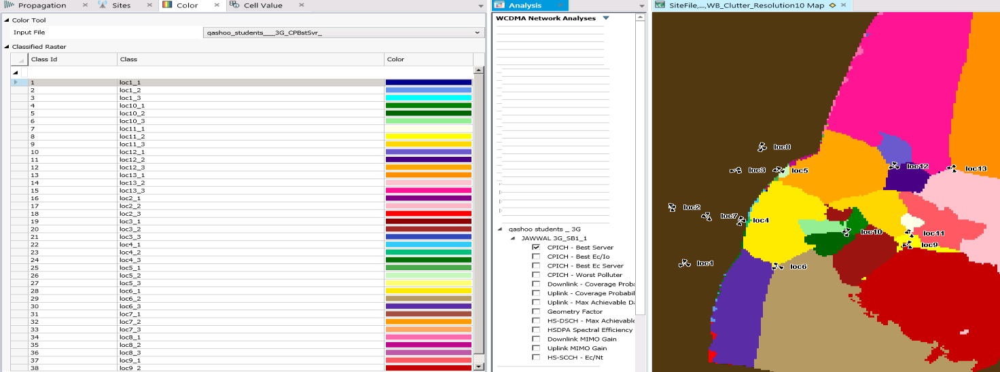 Propagation
Sites
Color
Cell Value
Color Tool
Input File
qashoo_students___3G_CPBstSvr_
Classified Raster
Class Id Class Color
1 loc1_1
2 loc1_2
3 loc1_3
4 loc10_1
5 loc10_2
6 loc10_3
7 loc11_1
8 loc11_2
9 loc11_3
10 loc12_1
11 loc12_2
12 loc12_3
13 loc13_1
14 loc13_2
15 loc13_3
16 loc2_1
17 loc2_2
18 loc2_3
19 loc3_1
20 loc3_2
21 loc3_3
22 loc4_1
23 loc4_2
24 loc4_3
25 loc5_1
26 loc5_2
27 loc5_3
28 loc6_1
29 loc6_2
30 loc6_3
31 loc7_1
32 loc7_2
33 loc7_3
34 loc8_1
35 loc8_2
36 loc8_3
37 loc9_1
38 loc9_2
Analysis
WCDMA Network Analyses
qashoo students _ 3G
JAWWAL 3G_SB1_1
CPICH - Best Server
CPICH - Best Ec/Io
CPICH - Best Ec Server
CPICH - Worst Polluter
Downlink - Coverage Proba
Uplink - Coverage Probabil
Uplink - Max Achievable Da
Geometry Factor
HS-DSCH - Max Achievable
HSDPA Spectral Efficiency
Downlink MIMO Gain
Uplink MIMO Gain
HS-SCCH - Ec/Nt
SiteFile,...,WB_Clutter_Resolution10 Map
loc8
loc3
loc5
loc12
loc13
loc2
loc7
loc4
loc10
loc11
loc9
loc1
loc6